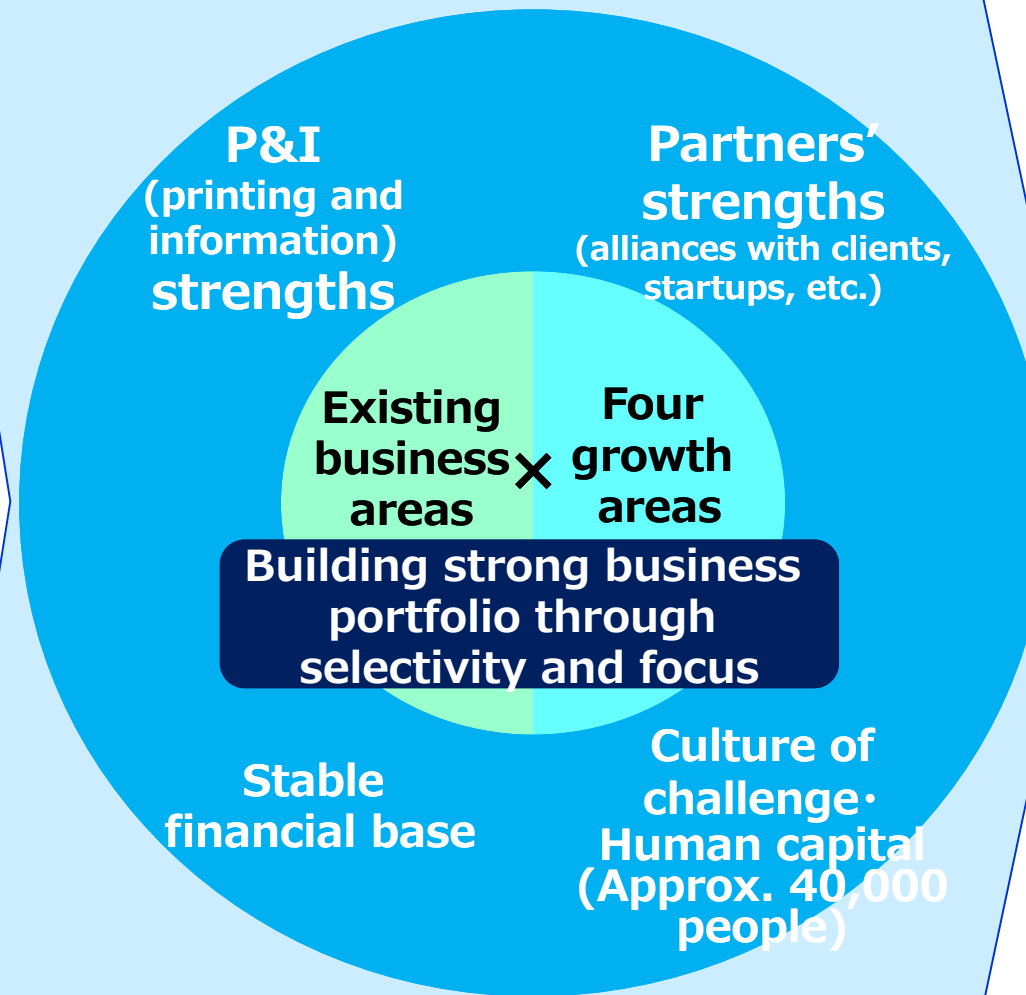 P&I
(printing and
information)
strengths
Partners’
strengths
(alliances with clients,
startups, etc.)
Existing
business
areas
×
Four
growth
areas
Building strong business
portfolio through
selectivity and focus
Stable
financial base
Culture of
challenge・
Human capital
(Approx. 40,000
people)